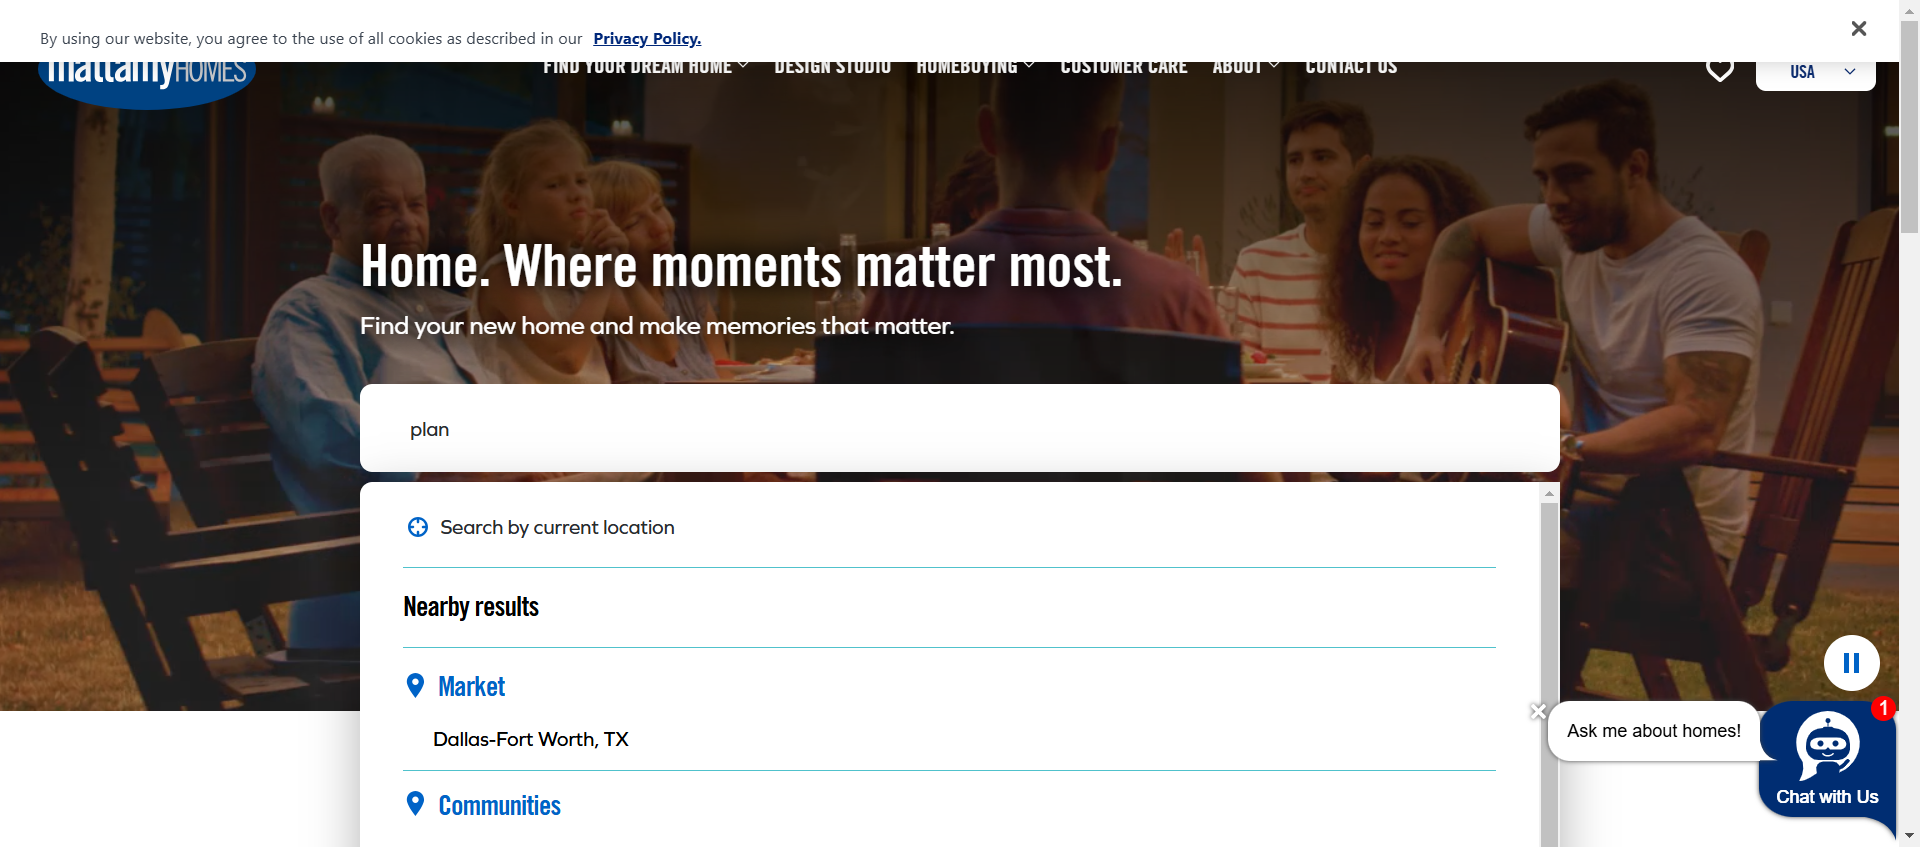 By using our website, you agree to the use of all cookies as described in our Privacy Policy.
mattamyHOMES
FIND YOUR DREAM HOME
DESIGN STUDIO
HOMEBUYING
CUSTOMER CARE
ABOUT
CONTACT US
USA
Home. Where moments matter most.
Find your new home and make memories that matter.
plan
Search by current location
Nearby results
Market
Dallas-Fort Worth, TX
Communities
1
Ask me about homes!
Chat with Us